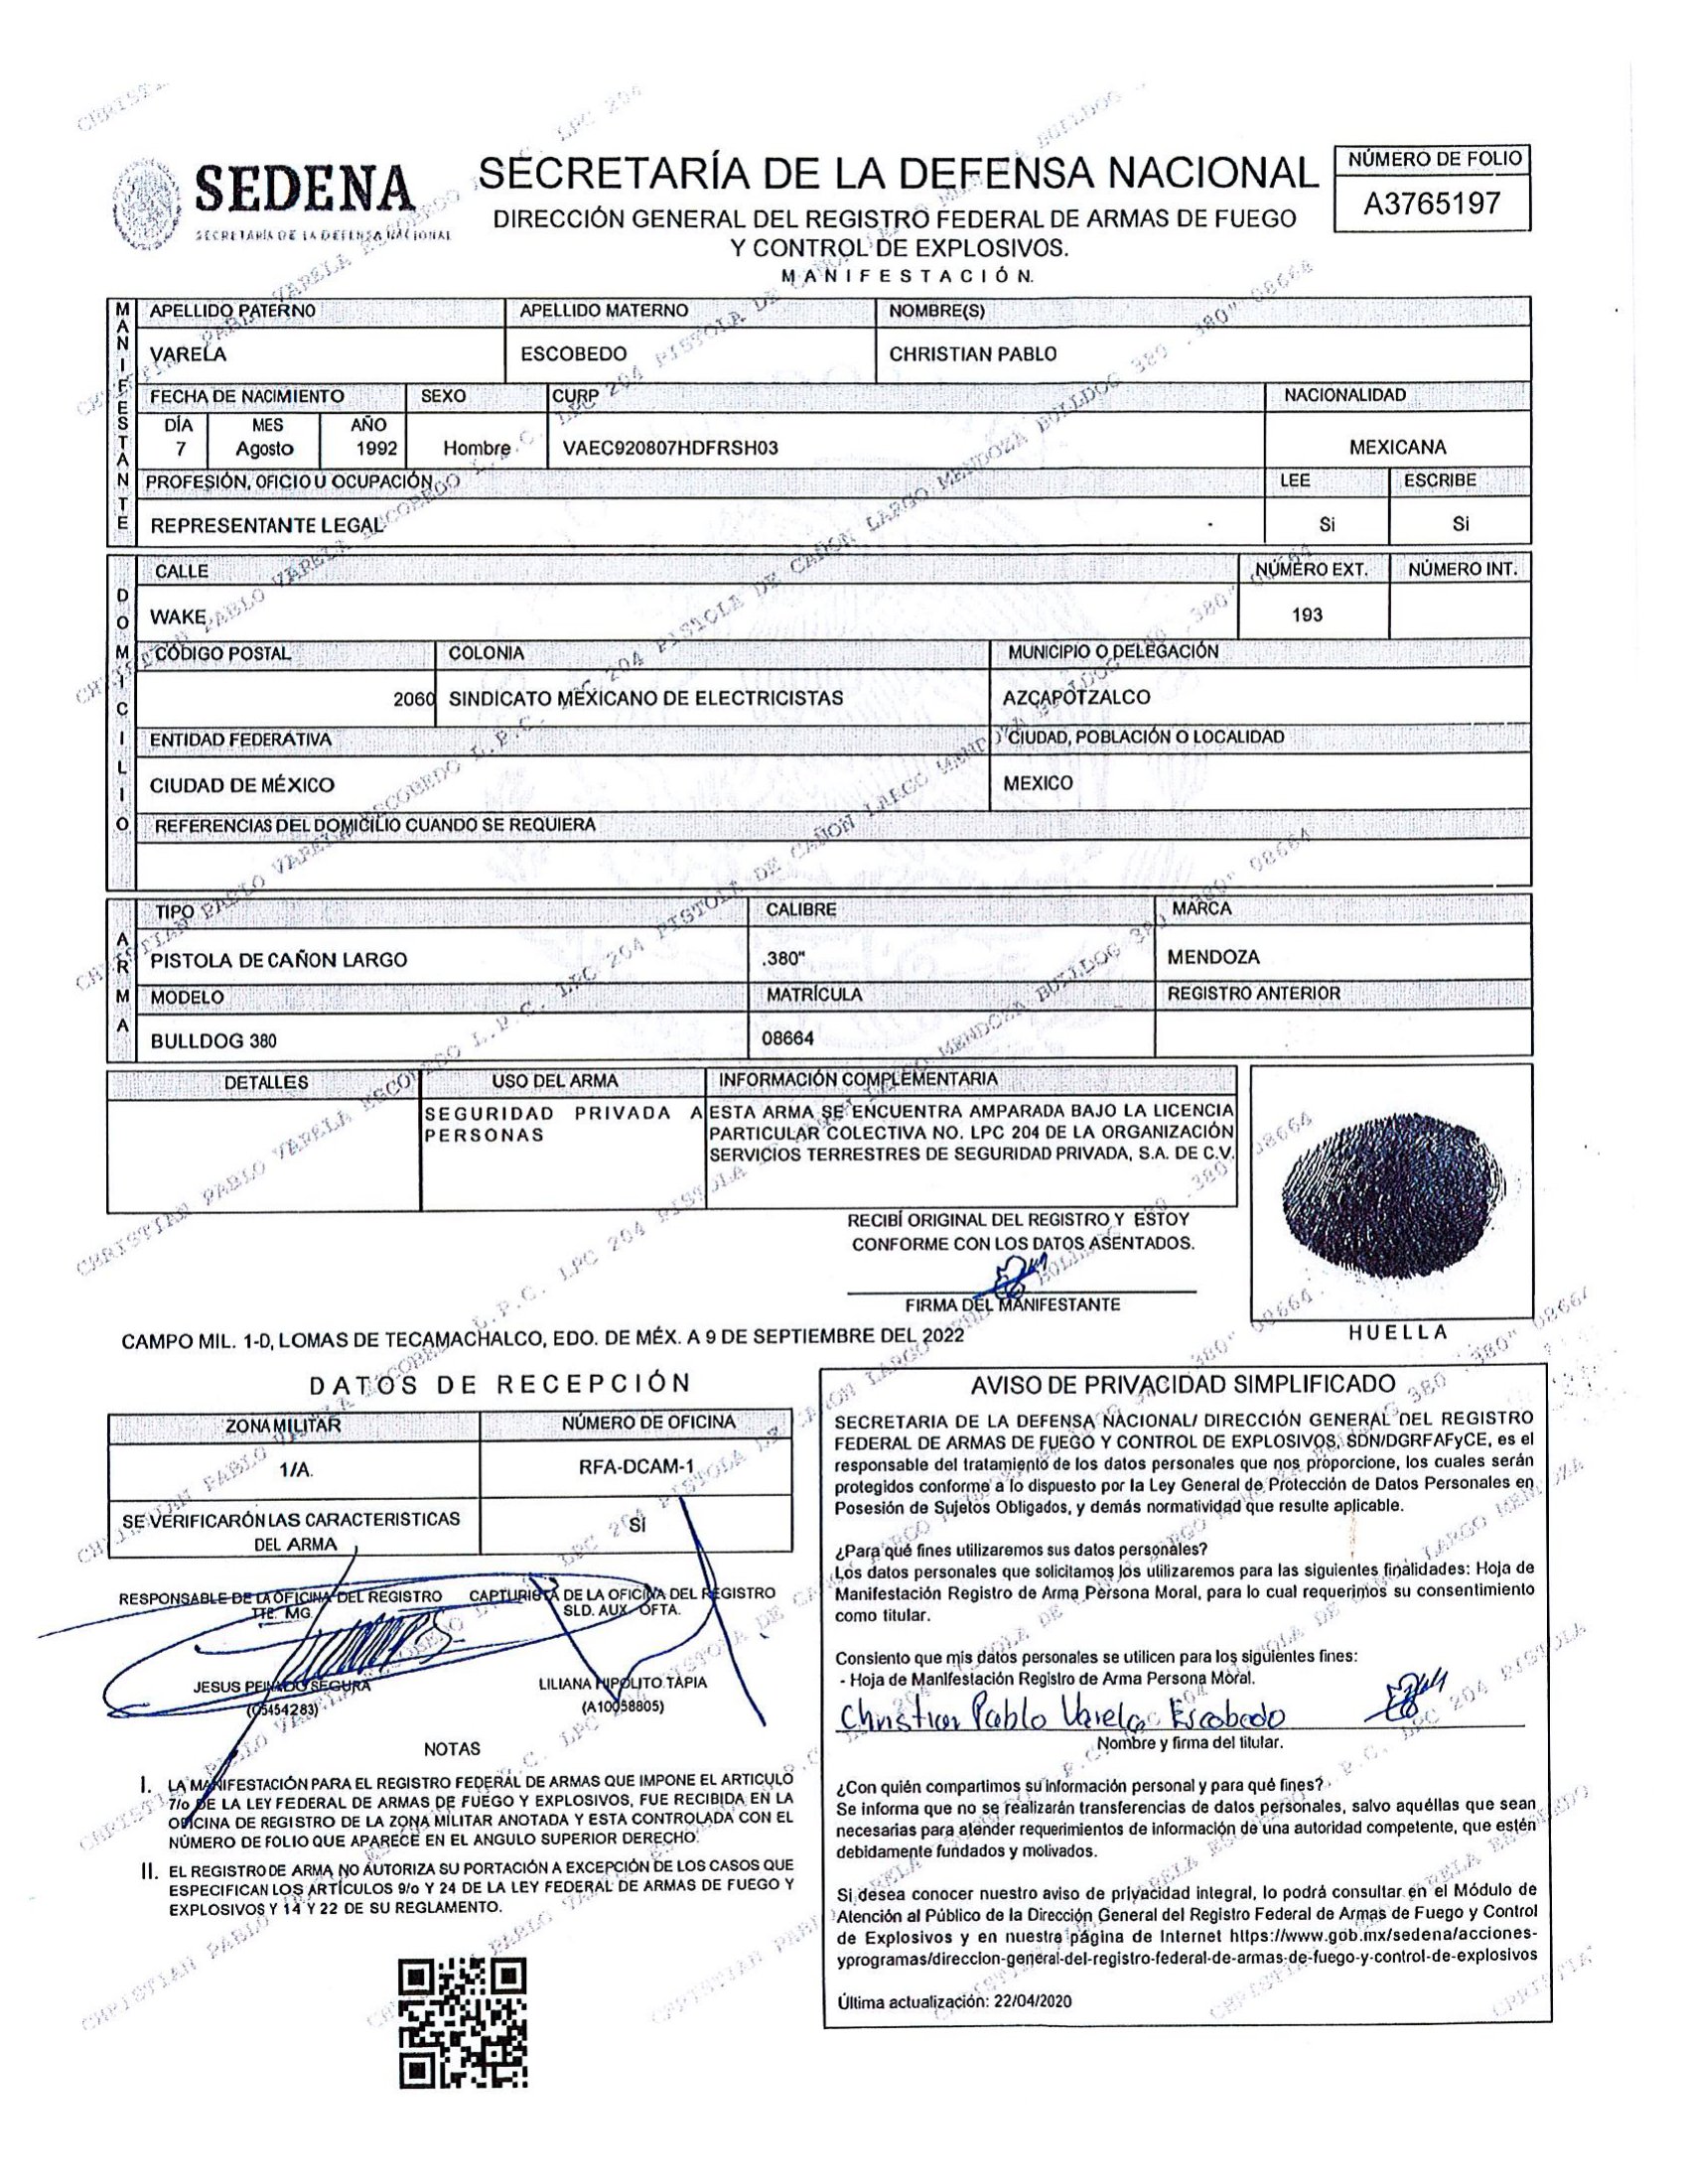 SEDENA
SECRETARÍA DE LA DEFENSA NACIONAL
SECRETARÍA DE LA DEFENSA NACIONAL
DIRECCIÓN GENERAL DEL REGISTRO FEDERAL DE ARMAS DE FUEGO
Y CONTROL DE EXPLOSIVOS.
MANIFESTACIÓN.
NÚMERO DE FOLIO
A3765197
MANIFESTANTE
APELLIDO PATERNO APELLIDO MATERNO NOMBRE(S)
VARELA ESCOBEDO CHRISTIAN PABLO
FECHA DE NACIMIENTO SEXO CURP NACIONALIDAD
DÍA MES AÑO
7 Agosto 1992 Hombre VAEC920807HDFRSH03 MEXICANA
PROFESIÓN, OFICIO U OCUPACIÓN LEE ESCRIBE
REPRESENTANTE LEGAL Si Si
DOMICILIO
CALLE NÚMERO EXT. NÚMERO INT.
WAKE 193
CÓDIGO POSTAL COLONIA MUNICIPIO O DELEGACIÓN
2060 SINDICATO MEXICANO DE ELECTRICISTAS AZCAPOTZALCO
ENTIDAD FEDERATIVA CIUDAD, POBLACIÓN O LOCALIDAD
CIUDAD DE MÉXICO MEXICO
REFERENCIAS DEL DOMICILIO CUANDO SE REQUIERA
ARMA
TIPO CALIBRE MARCA
PISTOLA DE CAÑON LARGO .380" MENDOZA
MODELO MATRÍCULA REGISTRO ANTERIOR
BULLDOG 380 08664
DETALLES USO DEL ARMA INFORMACIÓN COMPLEMENTARIA
SEGURIDAD PRIVADA A
PERSONAS
ESTA ARMA SE ENCUENTRA AMPARADA BAJO LA LICENCIA
PARTICULAR COLECTIVA NO. LPC 204 DE LA ORGANIZACIÓN
SERVICIOS TERRESTRES DE SEGURIDAD PRIVADA, S.A. DE C.V.
RECIBÍ ORIGINAL DEL REGISTRO Y ESTOY
CONFORME CON LOS DATOS ASENTADOS.
FIRMA DEL MANIFESTANTE
HUELLA
CAMPO MIL. 1-D, LOMAS DE TECAMACHALCO, EDO. DE MÉX. A 9 DE SEPTIEMBRE DEL 2022
DATOS DE RECEPCIÓN
ZONA MILITAR NÚMERO DE OFICINA
1/A. RFA-DCAM-1
SE VERIFICARÓN LAS CARACTERISTICAS
DEL ARMA
SÍ
RESPONSABLE DE LA OFICINA DEL REGISTRO
TTE. MG.
JESUS PEINADO SEGURA
(C5454283)
CAPTURISTA DE LA OFICINA DEL REGISTRO
SLD. AUX. OFTA.
LILIANA HIPOLITO TAPIA
(A10058805)
NOTAS
I. LA MANIFESTACIÓN PARA EL REGISTRO FEDERAL DE ARMAS QUE IMPONE EL ARTICULO
7/o DE LA LEY FEDERAL DE ARMAS DE FUEGO Y EXPLOSIVOS, FUE RECIBIDA EN LA
OFICINA DE REGISTRO DE LA ZONA MILITAR ANOTADA Y ESTA CONTROLADA CON EL
NÚMERO DE FOLIO QUE APARECE EN EL ANGULO SUPERIOR DERECHO.
II. EL REGISTRO DE ARMA NO AUTORIZA SU PORTACIÓN A EXCEPCIÓN DE LOS CASOS QUE
ESPECIFICAN LOS ARTÍCULOS 9/o Y 24 DE LA LEY FEDERAL DE ARMAS DE FUEGO Y
EXPLOSIVOS Y 14 Y 22 DE SU REGLAMENTO.
AVISO DE PRIVACIDAD SIMPLIFICADO
SECRETARIA DE LA DEFENSA NACIONAL/ DIRECCIÓN GENERAL DEL REGISTRO
FEDERAL DE ARMAS DE FUEGO Y CONTROL DE EXPLOSIVOS, SDN/DGRFAFyCE, es el
responsable del tratamiento de los datos personales que nos proporcione, los cuales serán
protegidos conforme a lo dispuesto por la Ley General de Protección de Datos Personales en
Posesión de Sujetos Obligados, y demás normatividad que resulte aplicable.
¿Para qué fines utilizaremos sus datos personales?
Los datos personales que solicitamos los utilizaremos para las siguientes finalidades: Hoja de
Manifestación Registro de Arma Persona Moral, para lo cual requerimos su consentimiento
como titular.
Consiento que mis datos personales se utilicen para los siguientes fines:
- Hoja de Manifestación Registro de Arma Persona Moral.
Christian Pablo Varela Escobedo
Nombre y firma del titular.
¿Con quién compartimos su información personal y para qué fines?
Se informa que no se realizarán transferencias de datos personales, salvo aquéllas que sean
necesarias para atender requerimientos de información de una autoridad competente, que estén
debidamente fundados y motivados.
Si desea conocer nuestro aviso de privacidad integral, lo podrá consultar en el Módulo de
Atención al Público de la Dirección General del Registro Federal de Armas de Fuego y Control
de Explosivos y en nuestra página de Internet https://www.gob.mx/sedena/acciones-
yprogramas/direccion-general-del-registro-federal-de-armas-de-fuego-y-control-de-explosivos
Última actualización: 22/04/2020
CHRISTIAN PABLO VARELA ESCOBEDO L.P.C. LPC 204 PISTOLA DE CAÑON LARGO MENDOZA BULLDOG 380 .380" 08664